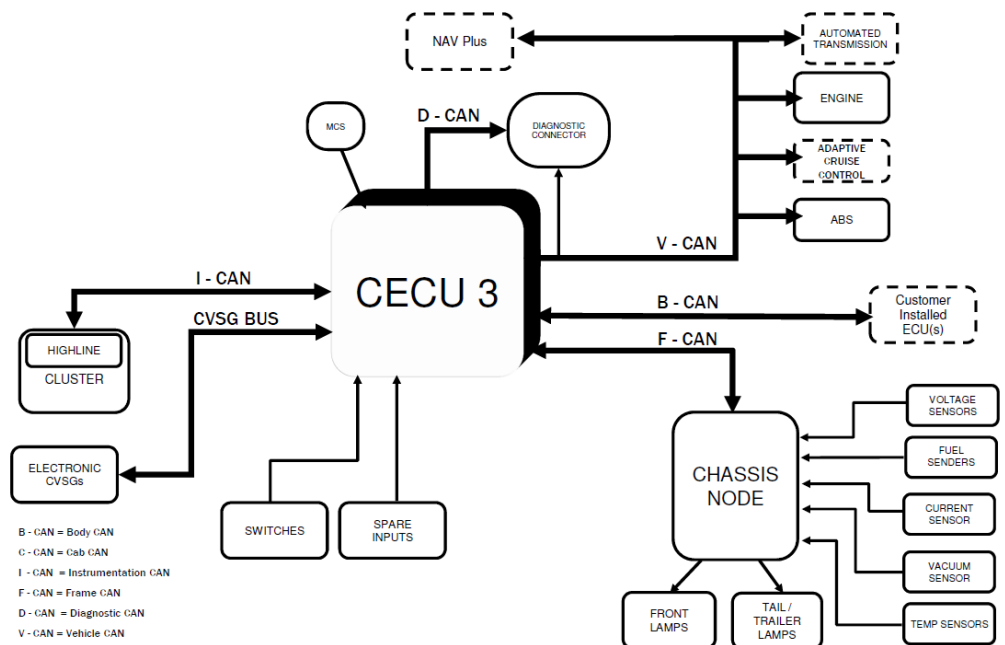 NAV Plus
AUTOMATED
TRANSMISSION
ENGINE
ADAPTIVE
CRUISE
CONTROL
ABS
MCS
D - CAN
DIAGNOSTIC
CONNECTOR
V - CAN
I - CAN
CECU 3
B - CAN
Customer
Installed
ECU(s)
CVSG BUS
F - CAN
HIGHLINE
CLUSTER
ELECTRONIC
CVSGs
SWITCHES
SPARE
INPUTS
CHASSIS
NODE
VOLTAGE
SENSORS
FUEL
SENDERS
CURRENT
SENSOR
VACUUM
SENSOR
TEMP SENSORS
FRONT
LAMPS
TAIL /
TRAILER
LAMPS
B - CAN = Body CAN
C - CAN = Cab CAN
I - CAN = Instrumentation CAN
F - CAN = Frame CAN
D - CAN = Diagnostic CAN
V - CAN = Vehicle CAN